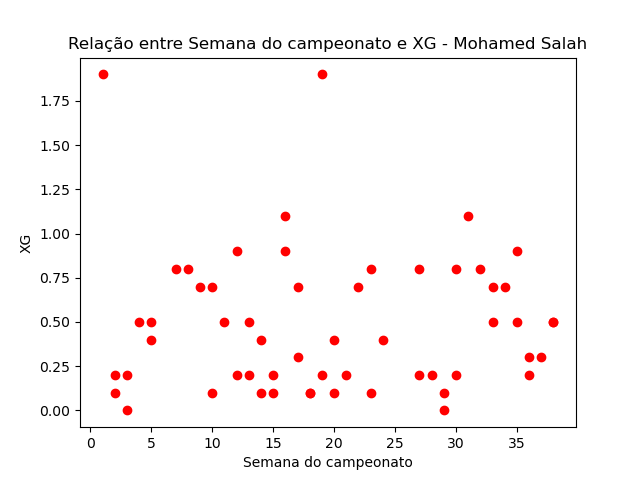 Relação entre Semana do campeonato e XG - Mohamed Salah
1.75
1.50
1.25
1.00
0.75
0.50
0.25
0.00
XG
0 5 10 15 20 25 30 35
Semana do campeonato